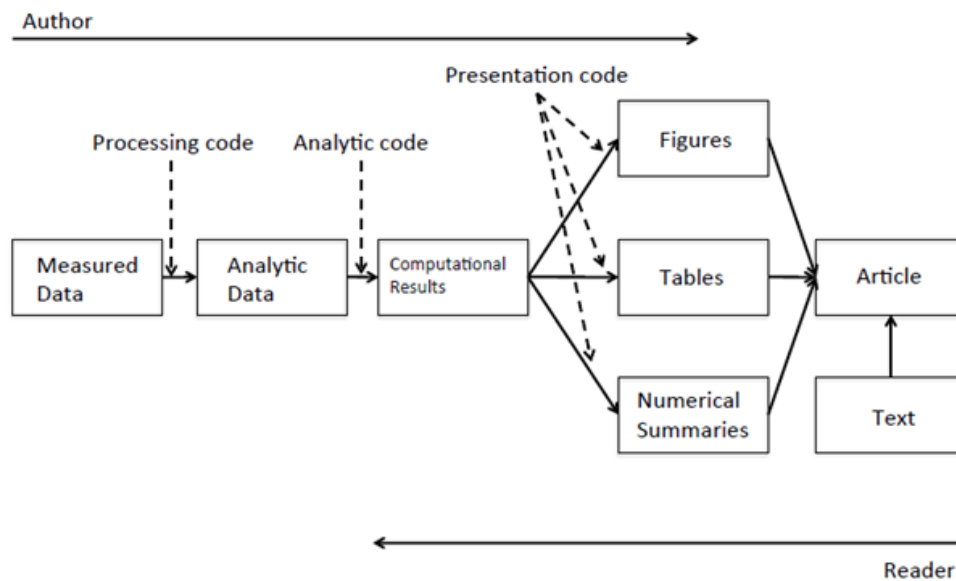 Author
Presentation code
Processing code
Analytic code
Figures
Measured
Data
Analytic
Data
Computational
Results
Tables
Article
Numerical
Summaries
Text
Reader